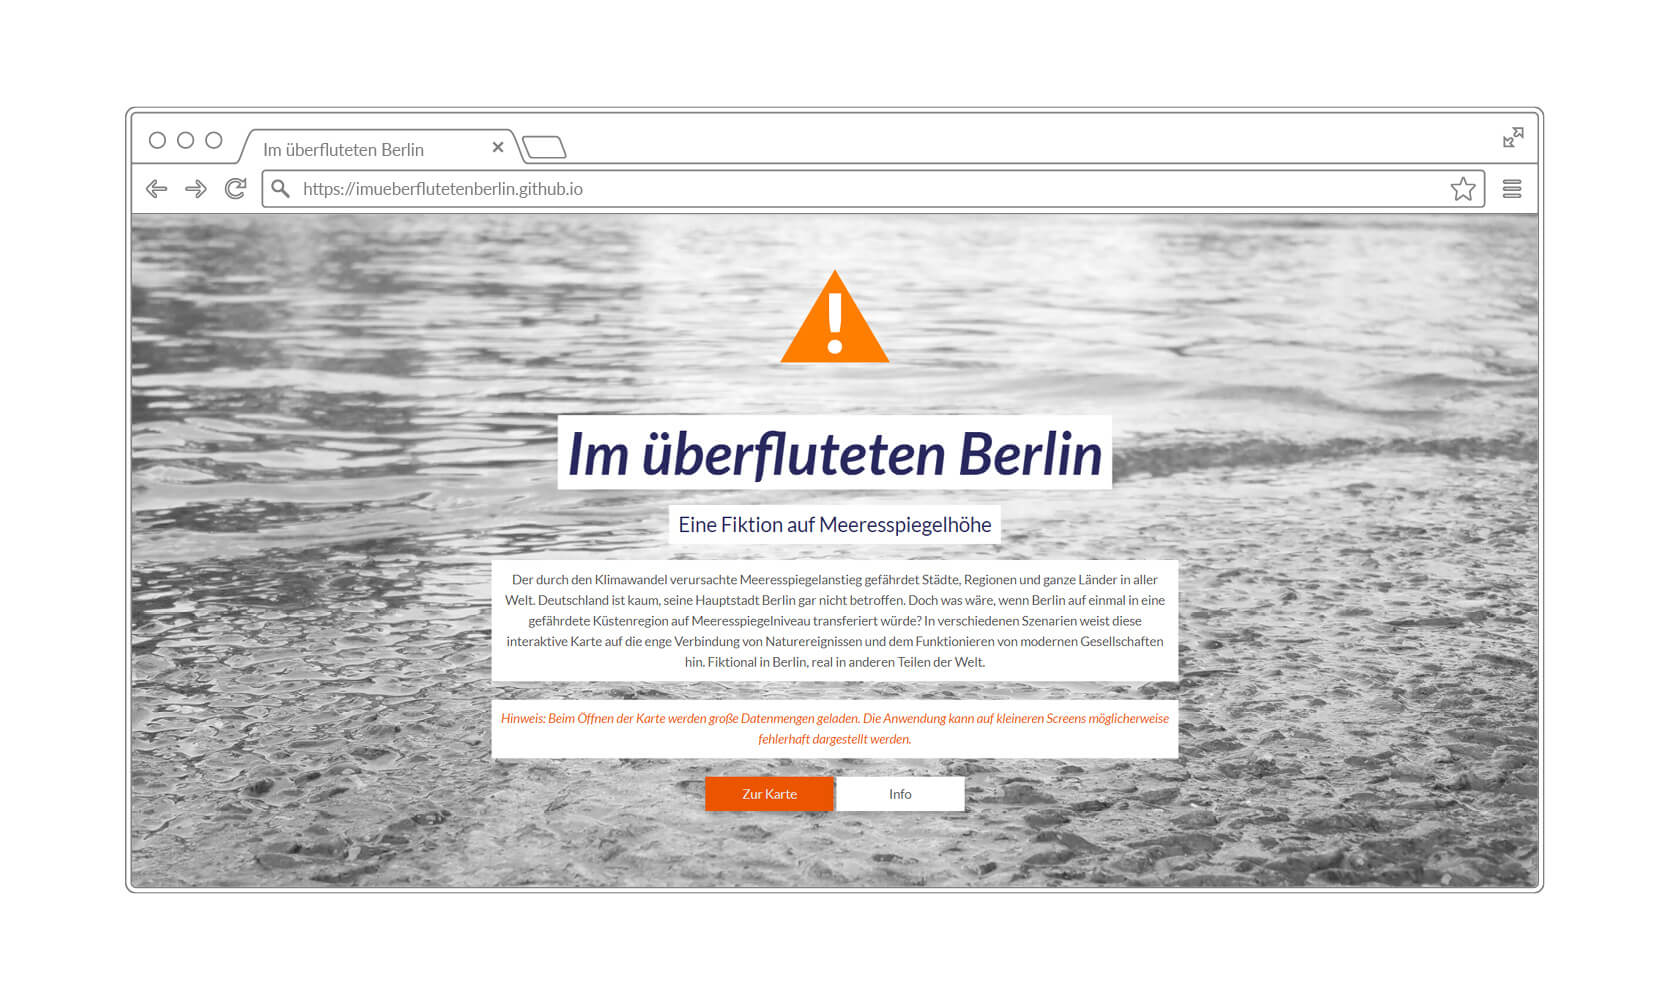 Im überfluteten Berlin
https://imueberflutetenberlin.github.io
Im überfluteten Berlin
Eine Fiktion auf Meeresspiegelhöhe
Der durch den Klimawandel verursachte Meeresspiegelanstieg gefährdet Städte, Regionen und ganze Länder in aller
Welt. Deutschland ist kaum, seine Hauptstadt Berlin gar nicht betroffen. Doch was wäre, wenn Berlin auf einmal in eine
gefährdete Küstenregion auf Meeresspiegelniveau transferiert würde? In verschiedenen Szenarien weist diese
interaktive Karte auf die enge Verbindung von Naturereignissen und dem Funktionieren von modernen Gesellschaften
hin. Fiktional in Berlin, real in anderen Teilen der Welt.
Hinweis: Beim Öffnen der Karte werden große Datenmengen geladen. Die Anwendung kann auf kleineren Screens möglicherweise
fehlerhaft dargestellt werden.
Zur Karte
Info